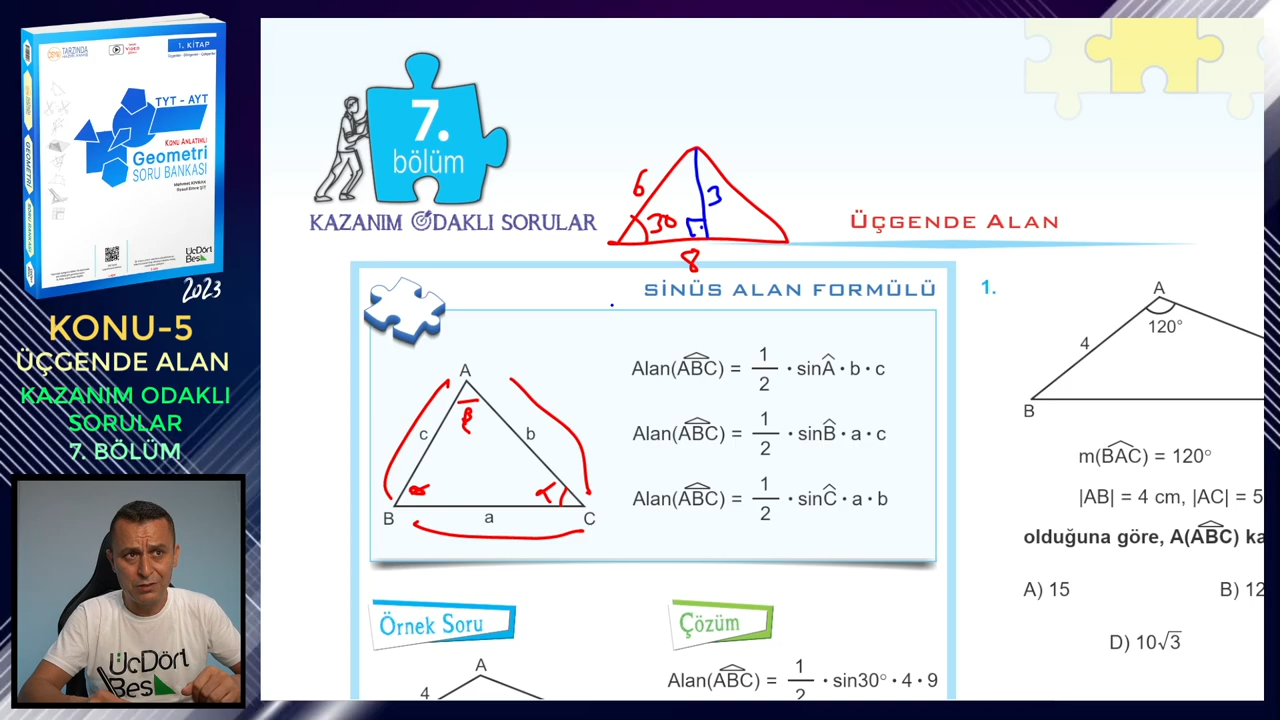 TARZINDA
1. KİTAP
TYT - AYT
KONU ANLATIMLI
Geometri
SORU BANKASI
GEOMETRİ
ÜçDört
Beş
2023
KONU-5
ÜÇGENDE ALAN
KAZANIM ODAKLI
SORULAR
7. BÖLÜM
ÜçDört
Beş
7.
bölüm
KAZANIM ODAKLI SORULAR
6
30
3
8
ÜÇGENDE ALAN
SİNÜS ALAN FORMÜLÜ
A
β
c
b
α
B
a
C
Alan(ABC) = 1/2 · sinA · b · c
Alan(ABC) = 1/2 · sinB · a · c
Alan(ABC) = 1/2 · sinC · a · b
Örnek Soru
A
4
Çözüm
Alan(ABC) = 1/2 · sin30° · 4 · 9
1.
A
120°
4
B
m(BAC) = 120°
|AB| = 4 cm, |AC| = 5
olduğuna göre, A(ABC) ka
A) 15
B) 12
D) 10√3